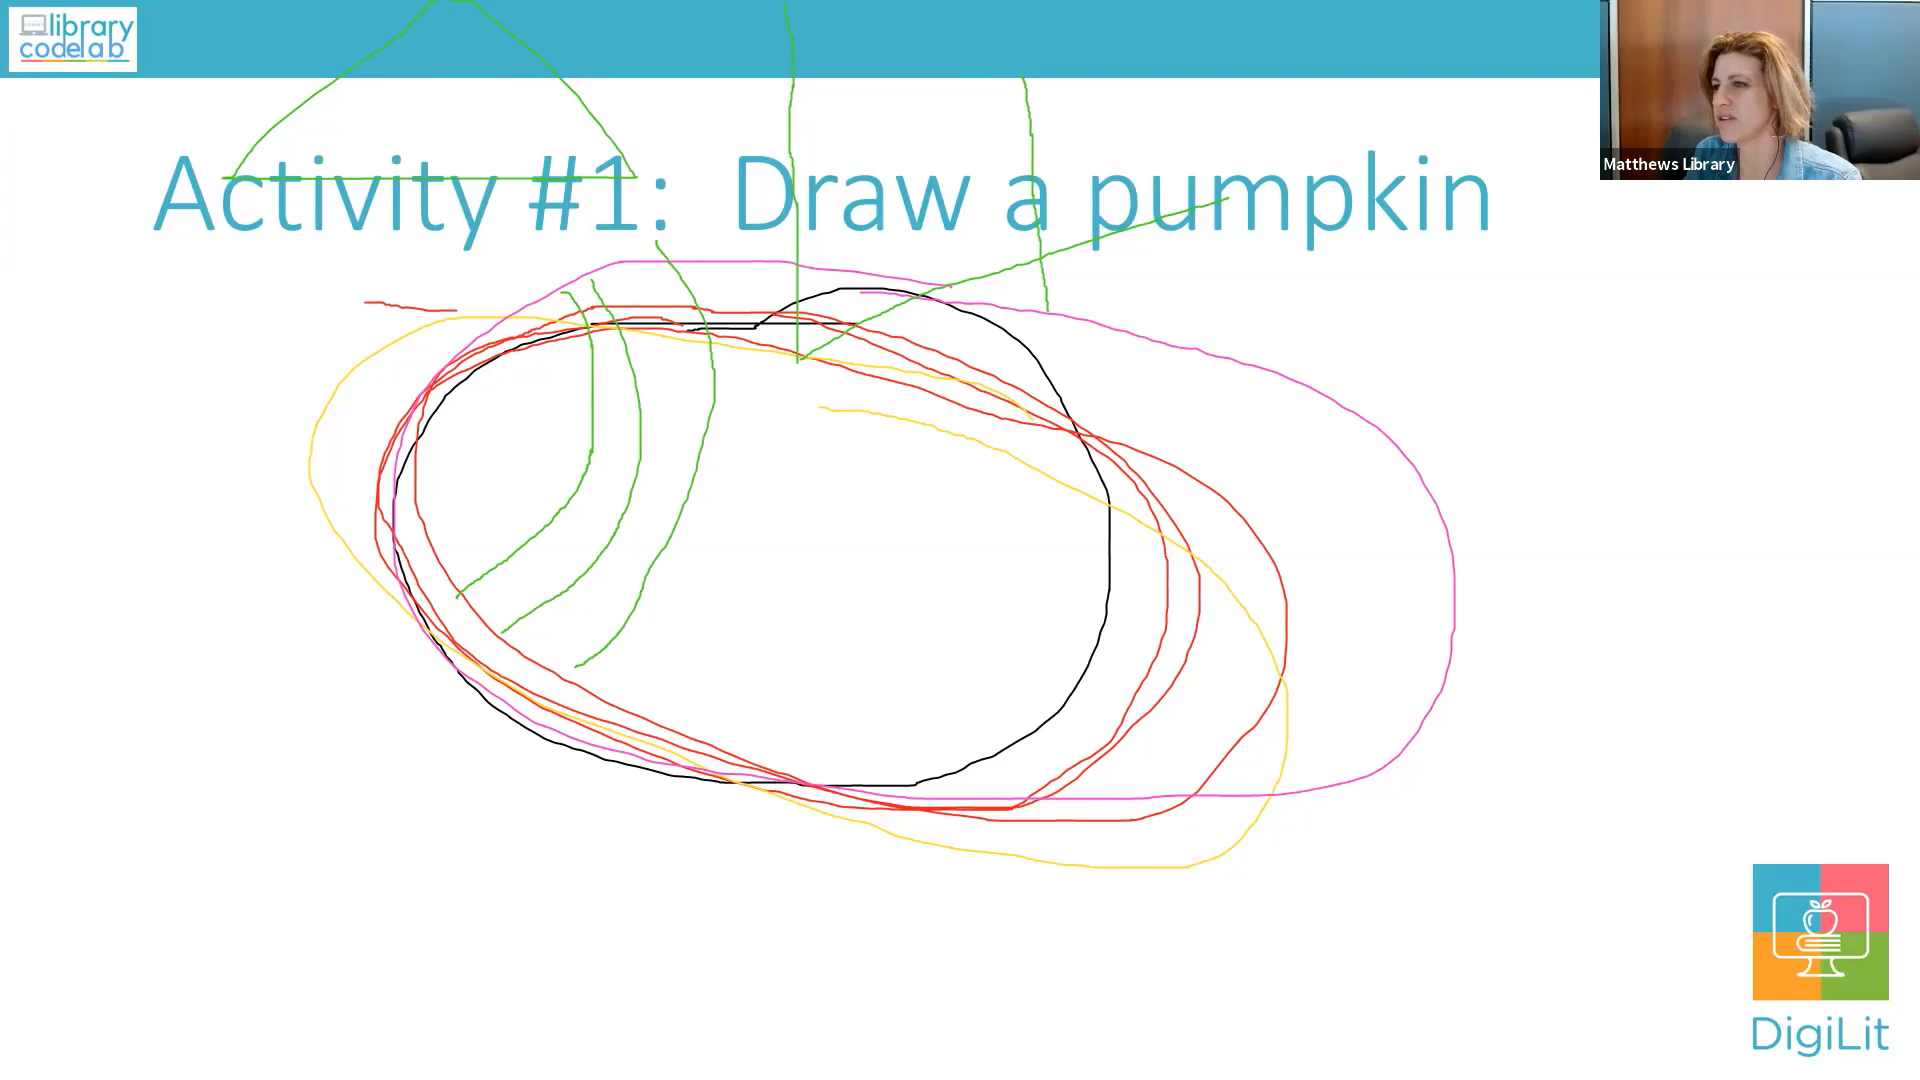 library
codelab
Activity #1: Draw a pumpkin
Matthews Library
DigiLit